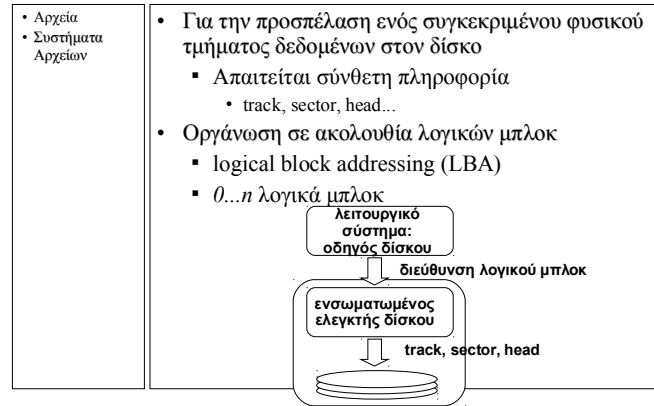 • Αρχεία
• Συστήματα
Αρχείων
• Για την προσπέλαση ενός συγκεκριμένου φυσικού
τμήματος δεδομένων στον δίσκο
▪ Απαιτείται σύνθετη πληροφορία
• track, sector, head...
• Οργάνωση σε ακολουθία λογικών μπλοκ
▪ logical block addressing (LBA)
▪ 0...n λογικά μπλοκ
λειτουργικό
σύστημα:
οδηγός δίσκου
διεύθυνση λογικού μπλοκ
ενσωματωμένος
ελεγκτής δίσκου
track, sector, head